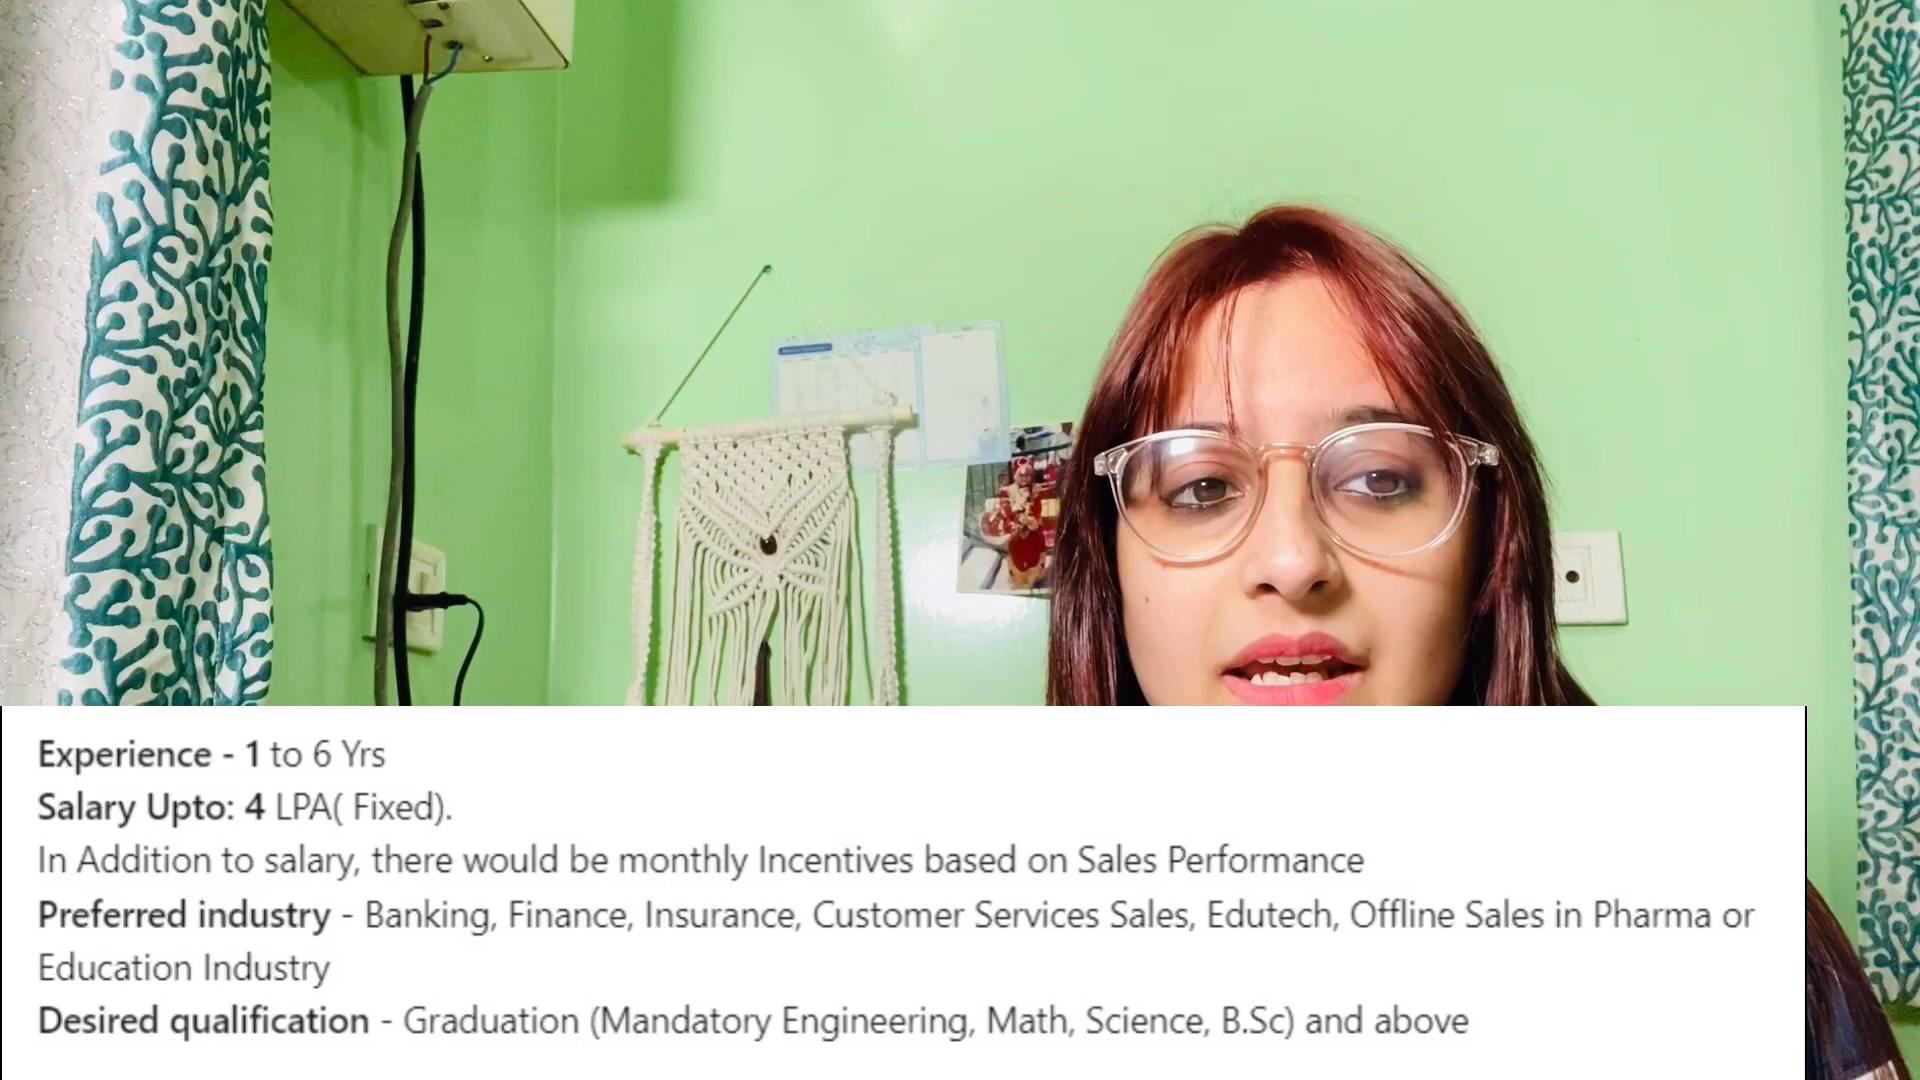 Experience - 1 to 6 Yrs
Salary Upto: 4 LPA( Fixed).
In Addition to salary, there would be monthly Incentives based on Sales Performance
Preferred industry - Banking, Finance, Insurance, Customer Services Sales, Edutech, Offline Sales in Pharma or
Education Industry
Desired qualification - Graduation (Mandatory Engineering, Math, Science, B.Sc) and above